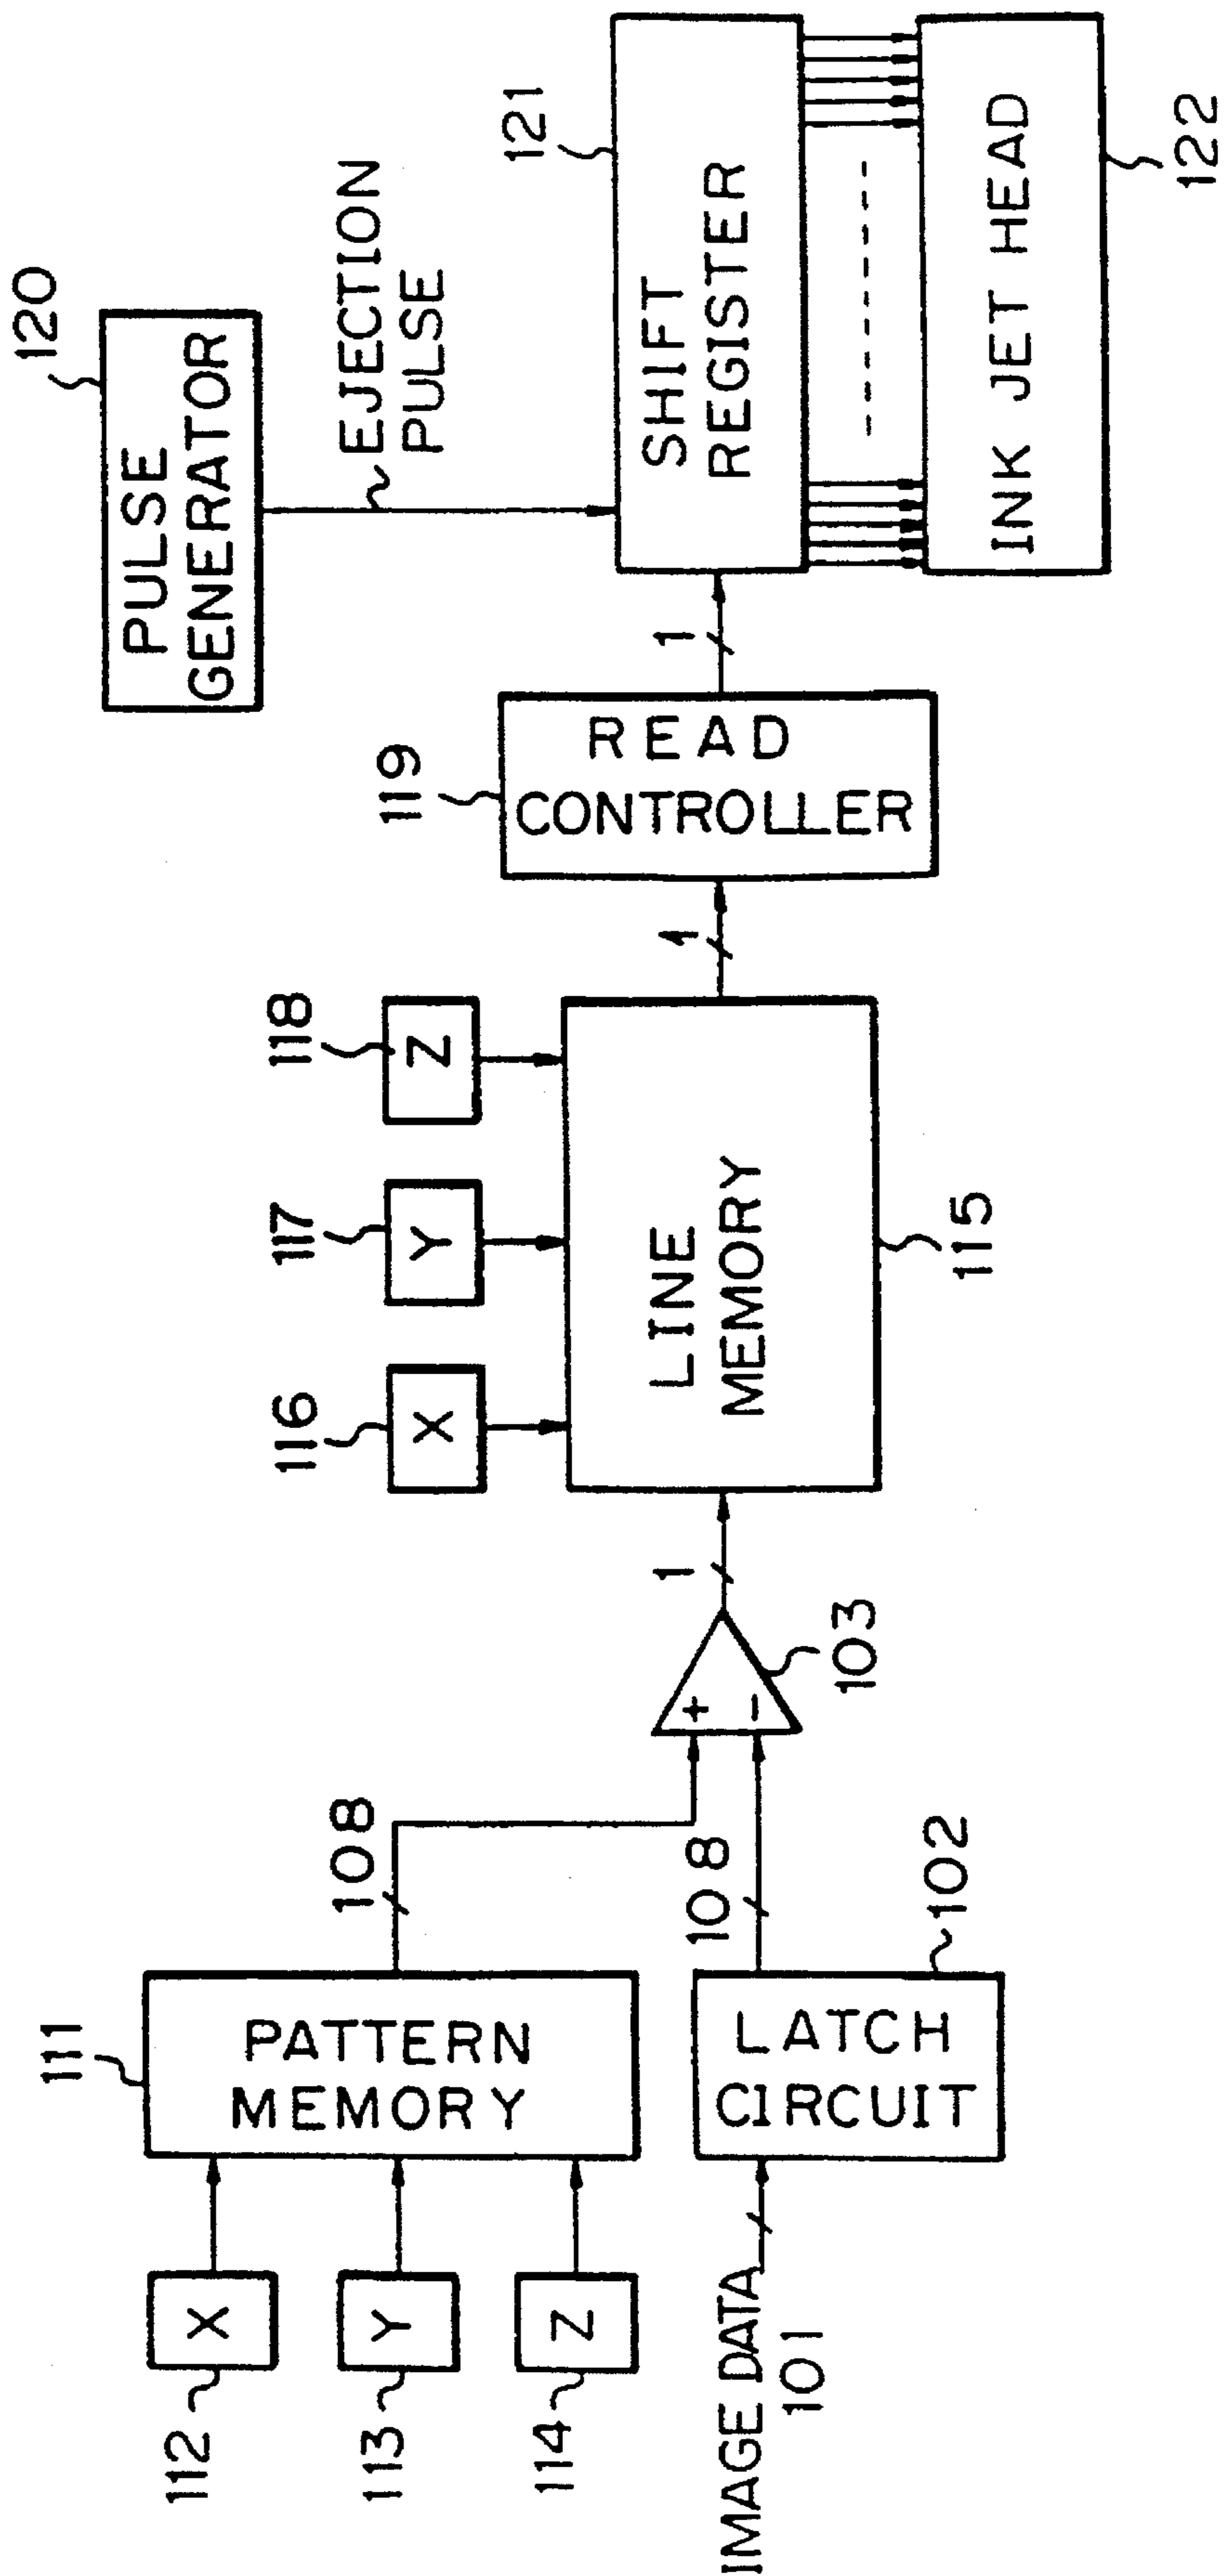 120
PULSE
GENERATOR
EJECTION
PULSE
121
SHIFT
REGISTER
INK JET HEAD
122
119
READ
CONTROLLER
1
1
116
X
117
Y
118
Z
LINE
MEMORY
115
1
103
+
−
108
108
111
PATTERN
MEMORY
LATCH
CIRCUIT
102
112
X
113
Y
114
Z
IMAGE DATA
101